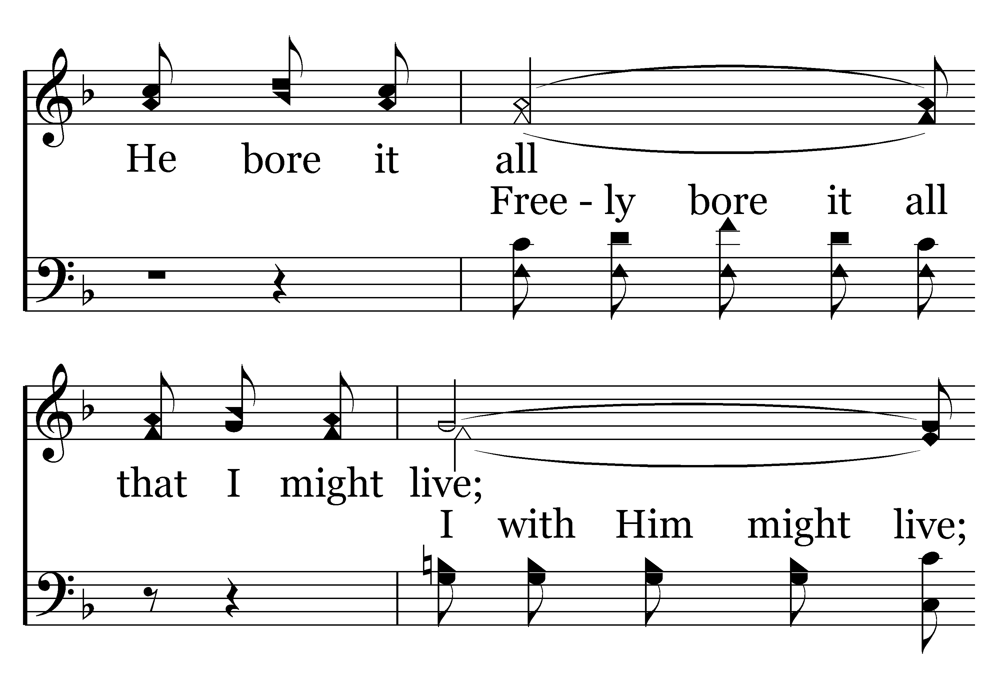 He bore it all
Free - ly bore it all
that I might live;
I with Him might live;